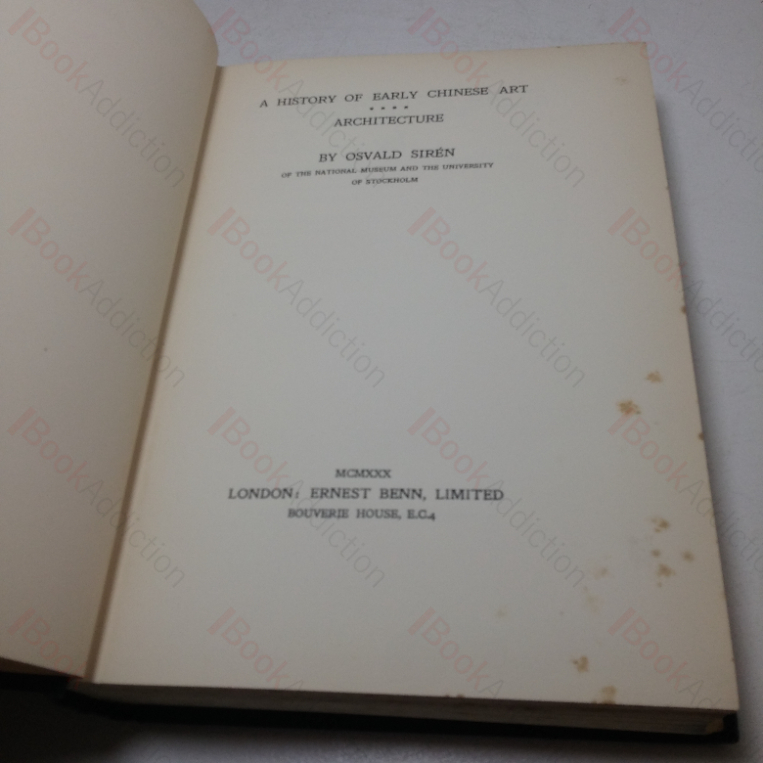 A HISTORY OF EARLY CHINESE ART
* * * *
ARCHITECTURE
BY OSVALD SIRÉN
OF THE NATIONAL MUSEUM AND THE UNIVERSITY
OF STOCKHOLM
MCMXXX
LONDON: ERNEST BENN, LIMITED
BOUVERIE HOUSE, E.C.4
BookAddiction